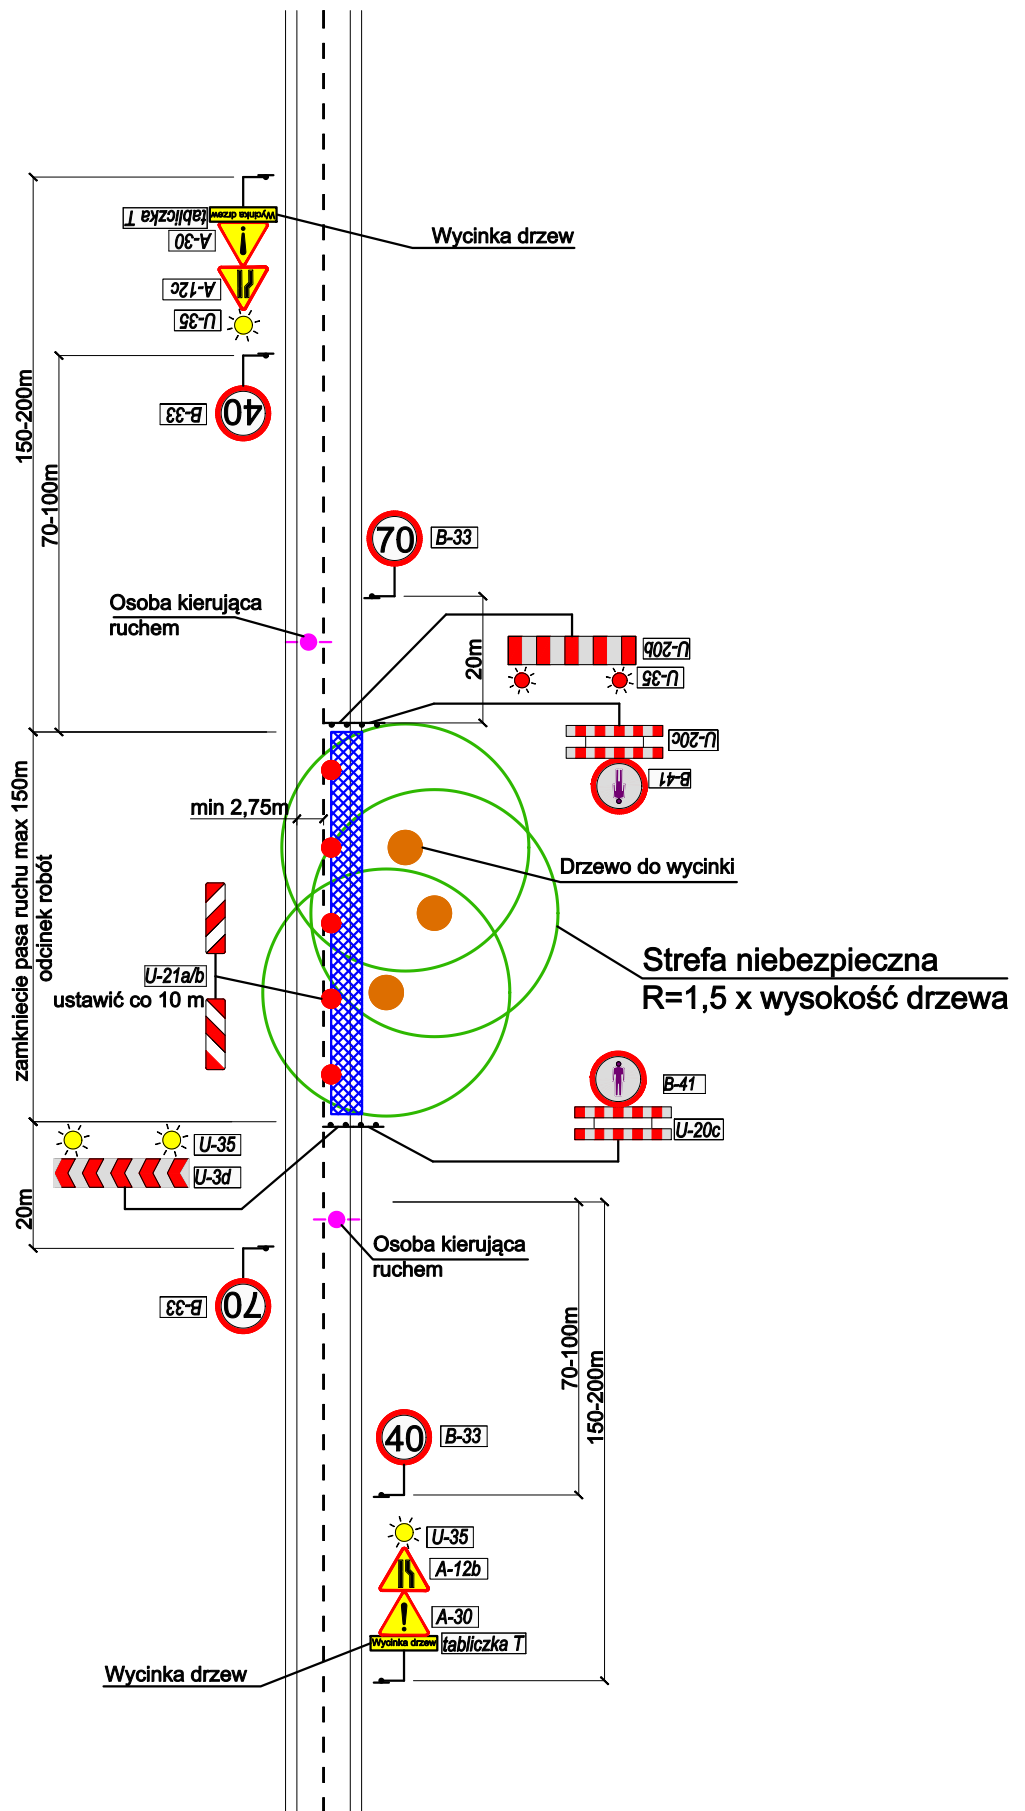 tabliczka T
Wycinka drzew
Wycinka drzew
A-30
A-12c
U-35
150-200m
70-100m
40
B-33
70
B-33
Osoba kierująca
ruchem
20m
U-20b
U-35
U-20c
B-41
min 2,75m
Drzewo do wycinki
zamkniecie pasa ruchu max 150m
odcinek robót
U-21a/b
ustawić co 10 m
Strefa niebezpieczna
R=1,5 x wysokość drzewa
B-41
U-20c
U-35
U-3d
20m
Osoba kierująca
ruchem
B-33
70
70-100m
150-200m
40
B-33
U-35
A-12b
A-30
Wycinka drzew
tabliczka T
Wycinka drzew